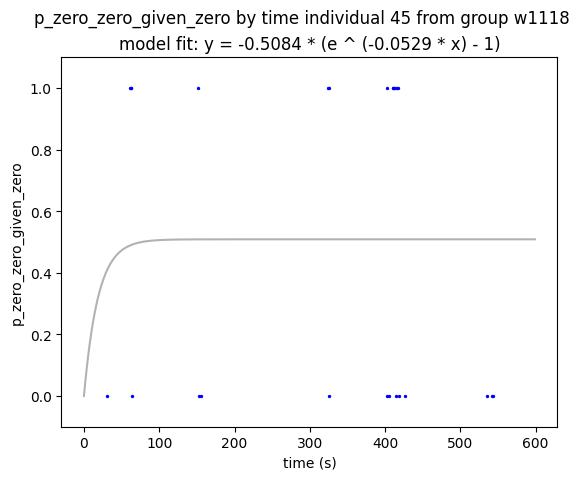 p_zero_zero_given_zero by time individual 45 from group w1118
model fit: y = -0.5084 * (e ^ (-0.0529 * x) - 1)
p_zero_zero_given_zero
1.0
0.8
0.6
0.4
0.2
0.0
0 100 200 300 400 500 600
time (s)